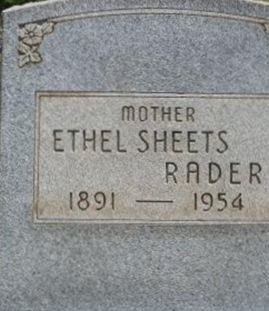 MOTHER
ETHEL SHEETS
RADER
1891 — 1954